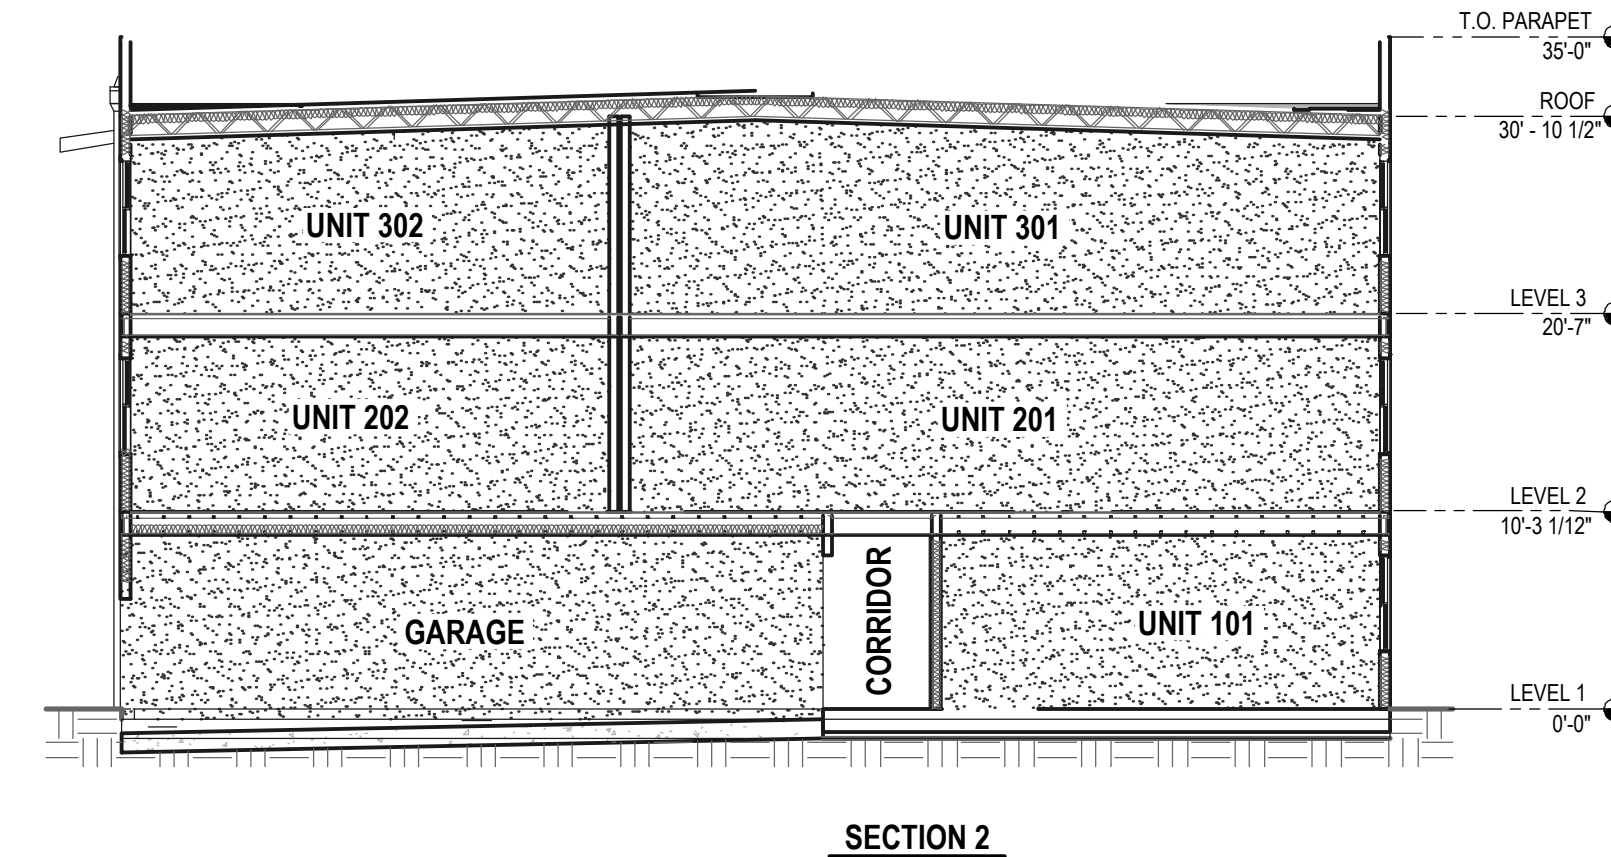 T.O. PARAPET
35'-0"
ROOF
30' - 10 1/2"
UNIT 302
UNIT 301
LEVEL 3
20'-7"
UNIT 202
UNIT 201
LEVEL 2
10'-3 1/12"
GARAGE
CORRIDOR
UNIT 101
LEVEL 1
0'-0"
SECTION 2